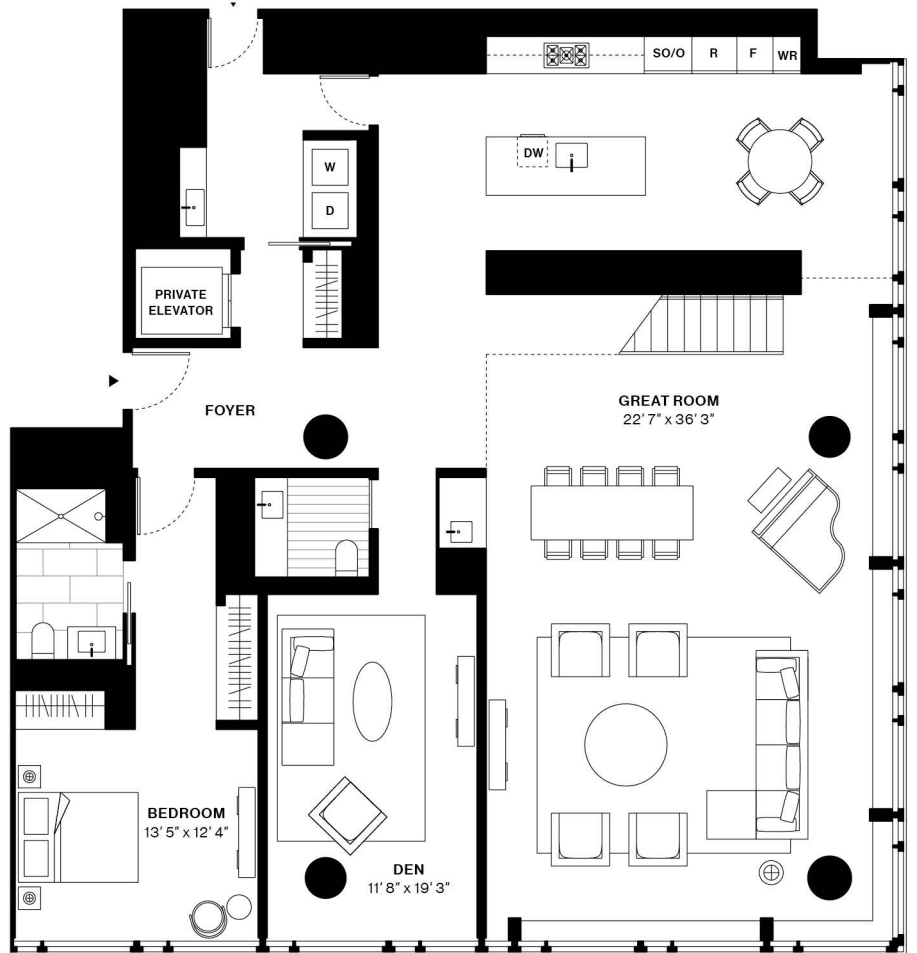 SO/O R F WR
DW
W
D
PRIVATE
ELEVATOR
FOYER
GREAT ROOM
22' 7" x 36' 3"
BEDROOM
13' 5" x 12' 4"
DEN
11' 8" x 19' 3"